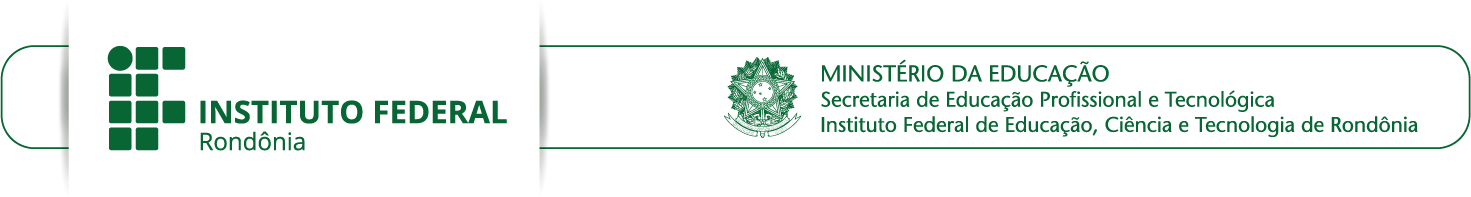 INSTITUTO FEDERAL
Rondônia
MINISTÉRIO DA EDUCAÇÃO
Secretaria de Educação Profissional e Tecnológica
Instituto Federal de Educação, Ciência e Tecnologia de Rondônia